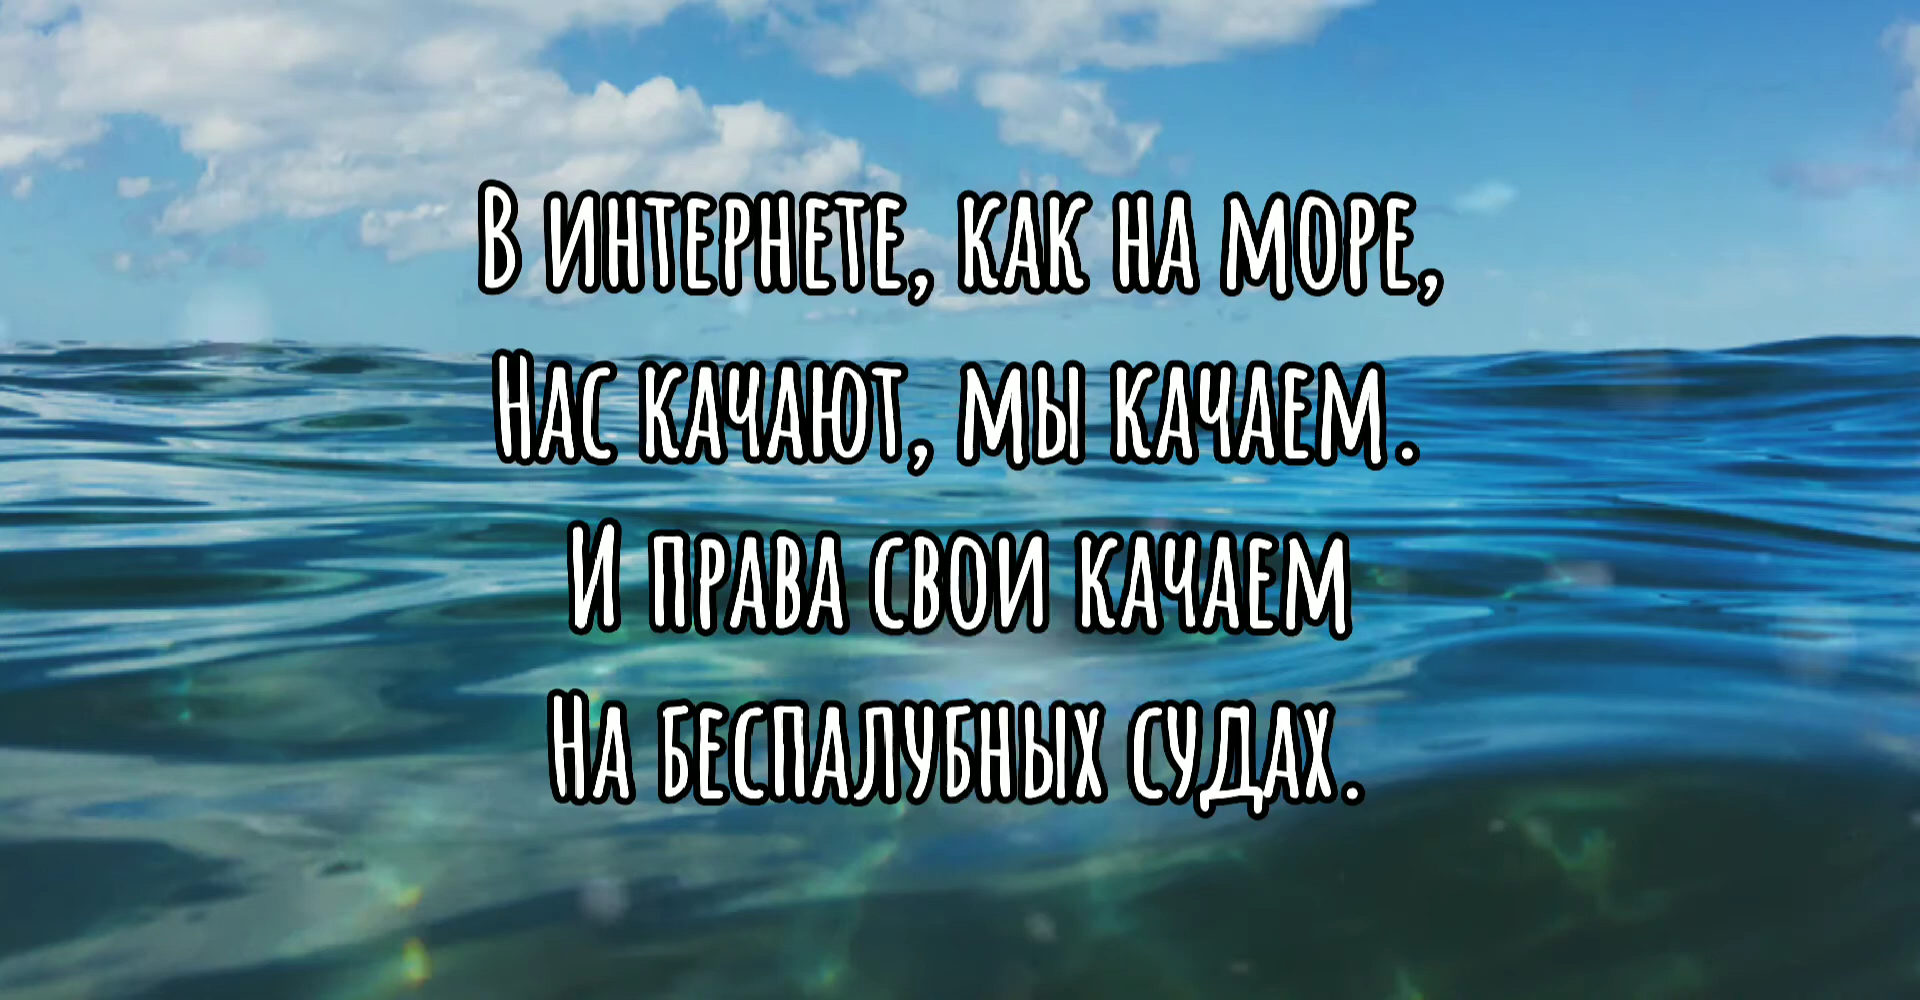 В интернете, как на море,
Нас качают, мы качаем.
И права свои качаем
На беспалубных судах.